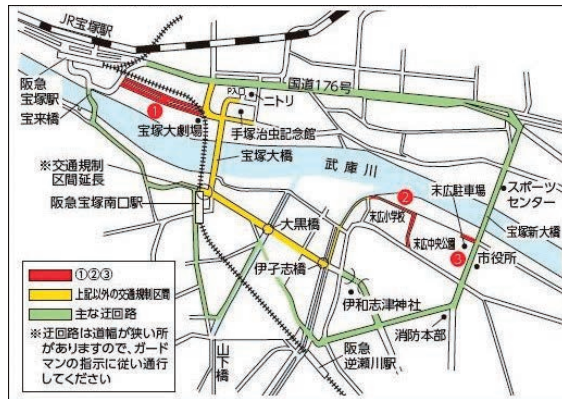 JR宝塚駅
阪急
宝塚駅
宝来橋
①
宝塚大劇場
P入口
ニトリ
手塚治虫記念館
国道176号
宝塚大橋
武庫川
※交通規制
区間延長
阪急宝塚南口駅
大黒橋
伊孑志橋
②
末広小学校
末広中央公園
末広駐車場
③
スポーツ
センター
宝塚新大橋
市役所
伊和志津神社
消防本部
阪急
逆瀬川駅
山下橋
①②③
上記以外の交通規制区間
主な迂回路
※迂回路は道幅が狭い所
がありますので、ガード
マンの指示に従い通行
してください